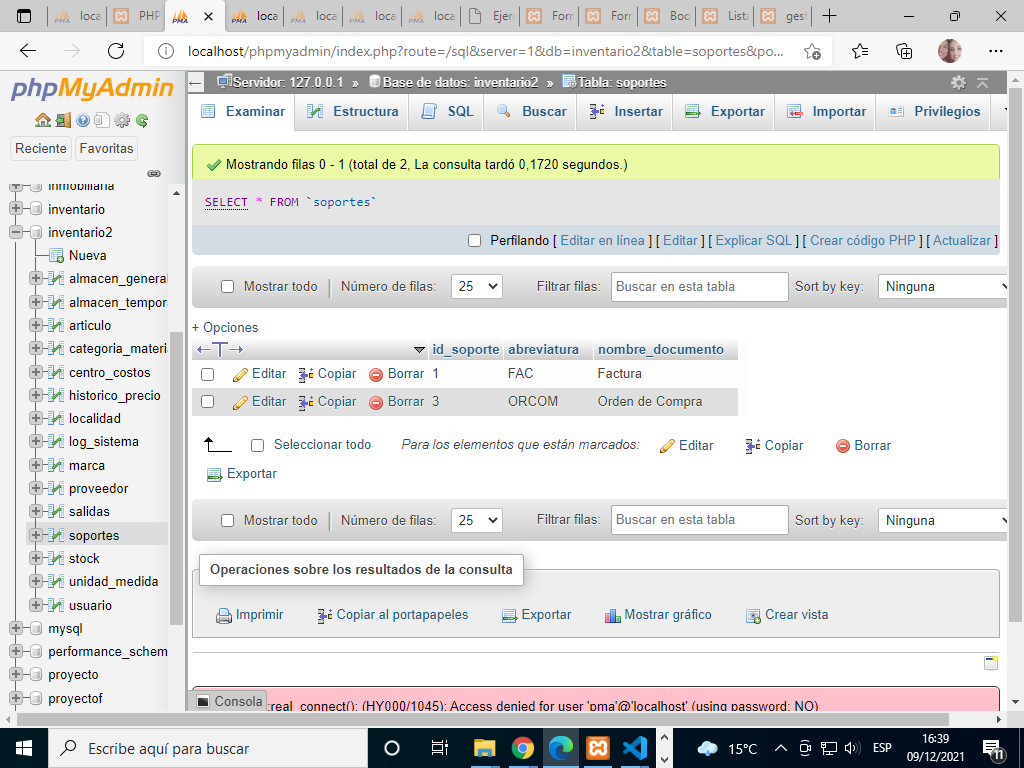 loca
PHP
loca
loca
loca
loca
Ejer
Forr
Forr
Boc
Lista
gest
localhost/phpmyadmin/index.php?route=/sql&server=1&db=inventario2&table=soportes&po...
phpMyAdmin
Reciente
Favoritas
inmobiliaria
inventario
inventario2
Nueva
almacen_general
almacen_tempor
articulo
categoria_materi
centro_costos
historico_precio
localidad
log_sistema
marca
proveedor
salidas
soportes
stock
unidad_medida
usuario
mysql
performance_schem
proyecto
proyectof
Servidor: 127.0.0.1 » Base de datos: inventario2 » Tabla: soportes
Examinar Estructura SQL Buscar Insertar Exportar Importar Privilegios
Mostrando filas 0 - 1 (total de 2, La consulta tardó 0,1720 segundos.)
SELECT * FROM `soportes`
Perfilando [ Editar en línea ] [ Editar ] [ Explicar SQL ] [ Crear código PHP ] [ Actualizar ]
Mostrar todo Número de filas: 25 Filtrar filas: Buscar en esta tabla Sort by key: Ninguna
+ Opciones
←T→ id_soporte abreviatura nombre_documento
Editar Copiar Borrar 1 FAC Factura
Editar Copiar Borrar 3 ORCOM Orden de Compra
Seleccionar todo Para los elementos que están marcados: Editar Copiar Borrar
Exportar
Mostrar todo Número de filas: 25 Filtrar filas: Buscar en esta tabla Sort by key: Ninguna
Operaciones sobre los resultados de la consulta
Imprimir Copiar al portapapeles Exportar Mostrar gráfico Crear vista
Consola
:real_connect(): (HY000/1045): Access denied for user 'pma'@'localhost' (using password: NO)
Escribe aquí para buscar
15°C
ESP
16:39
09/12/2021
11